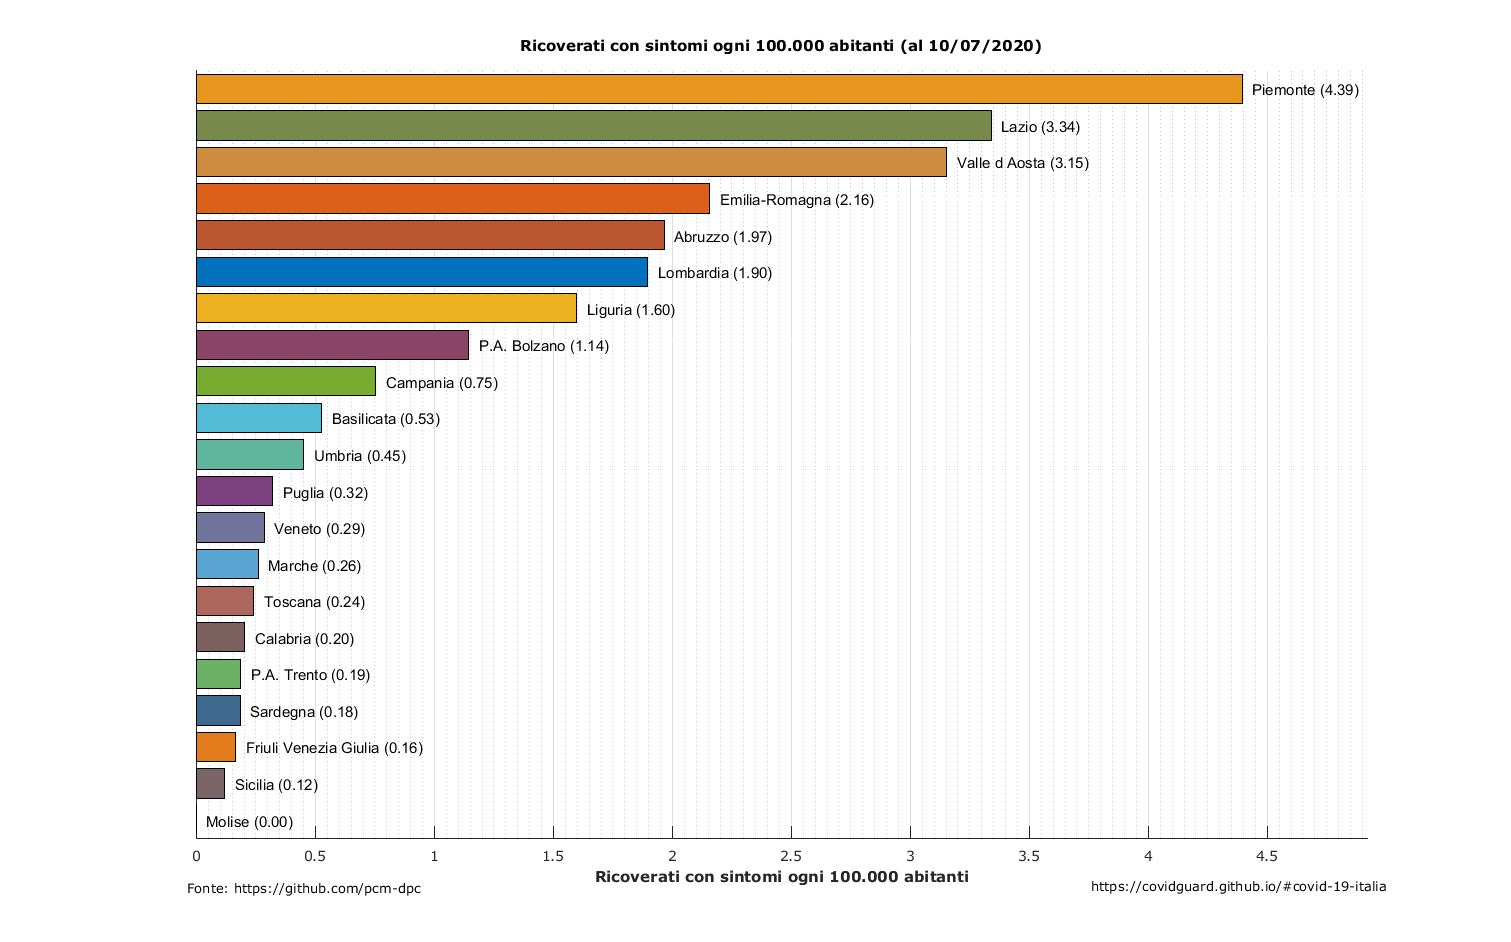 Ricoverati con sintomi ogni 100.000 abitanti (al 10/07/2020)
Piemonte (4.39)
Lazio (3.34)
Valle d Aosta (3.15)
Emilia-Romagna (2.16)
Abruzzo (1.97)
Lombardia (1.90)
Liguria (1.60)
P.A. Bolzano (1.14)
Campania (0.75)
Basilicata (0.53)
Umbria (0.45)
Puglia (0.32)
Veneto (0.29)
Marche (0.26)
Toscana (0.24)
Calabria (0.20)
P.A. Trento (0.19)
Sardegna (0.18)
Friuli Venezia Giulia (0.16)
Sicilia (0.12)
Molise (0.00)
0 0.5 1 1.5 2 2.5 3 3.5 4 4.5
Ricoverati con sintomi ogni 100.000 abitanti
Fonte: https://github.com/pcm-dpc
https://covidguard.github.io/#covid-19-italia